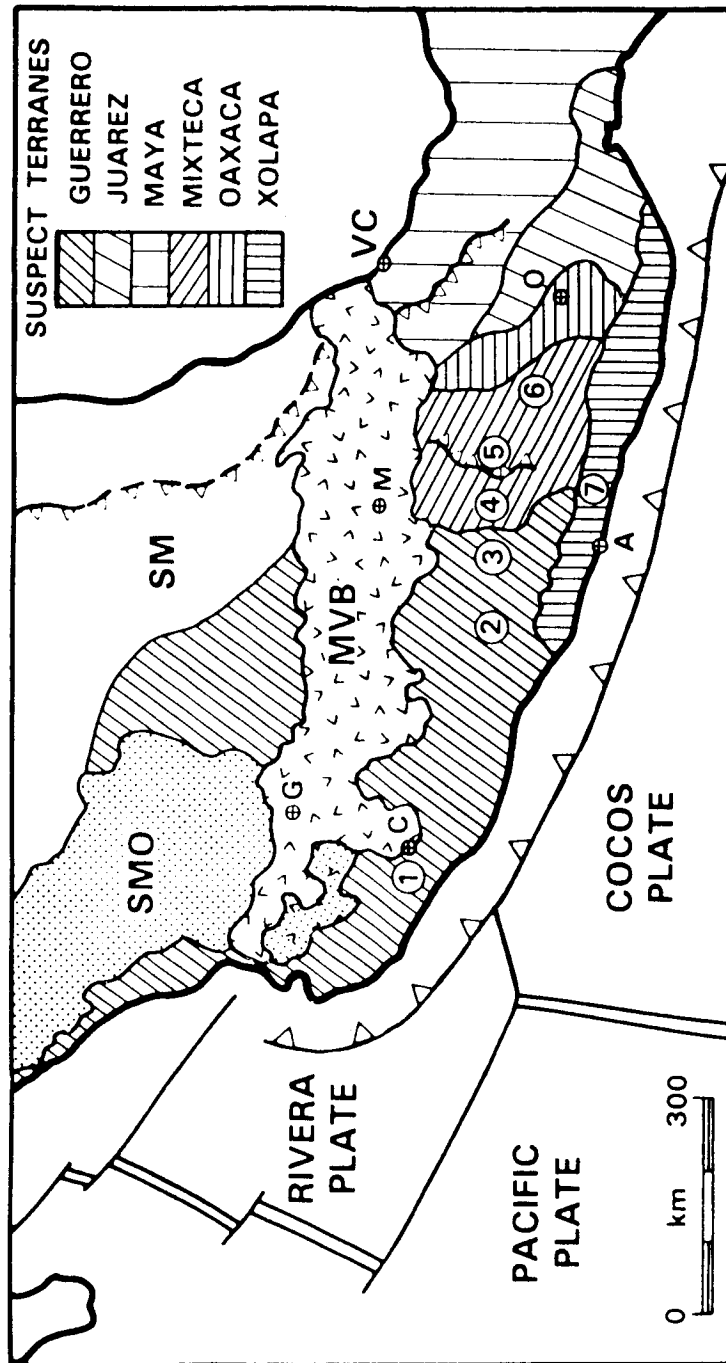 SUSPECT TERRANES
GUERRERO
JUAREZ
MAYA
MIXTECA
OAXACA
XOLAPA
SMO
SM
VC
MVB
G
M
C
O
1
2
3
4
5
6
7
A
RIVERA
PLATE
COCOS
PLATE
PACIFIC
PLATE
0 km 300